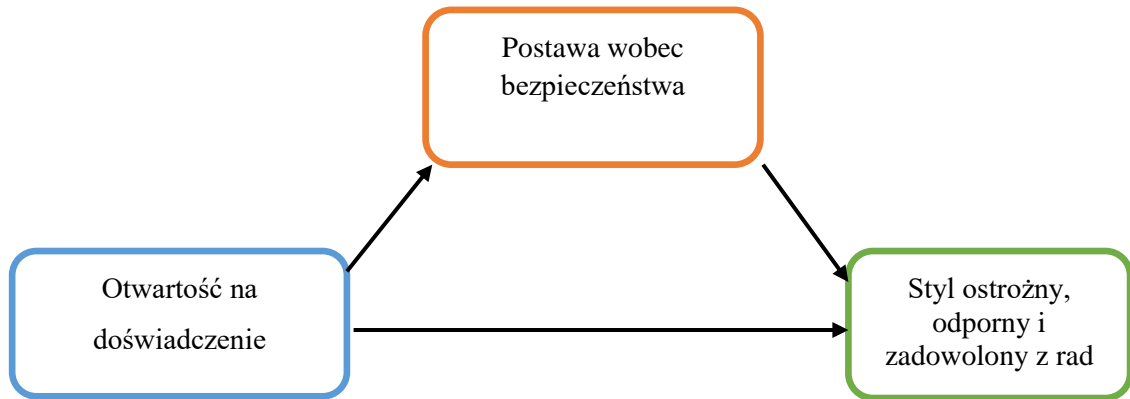 Postawa wobec
bezpieczeństwa
Otwartość na
doświadczenie
Styl ostrożny,
odporny i
zadowolony z rad